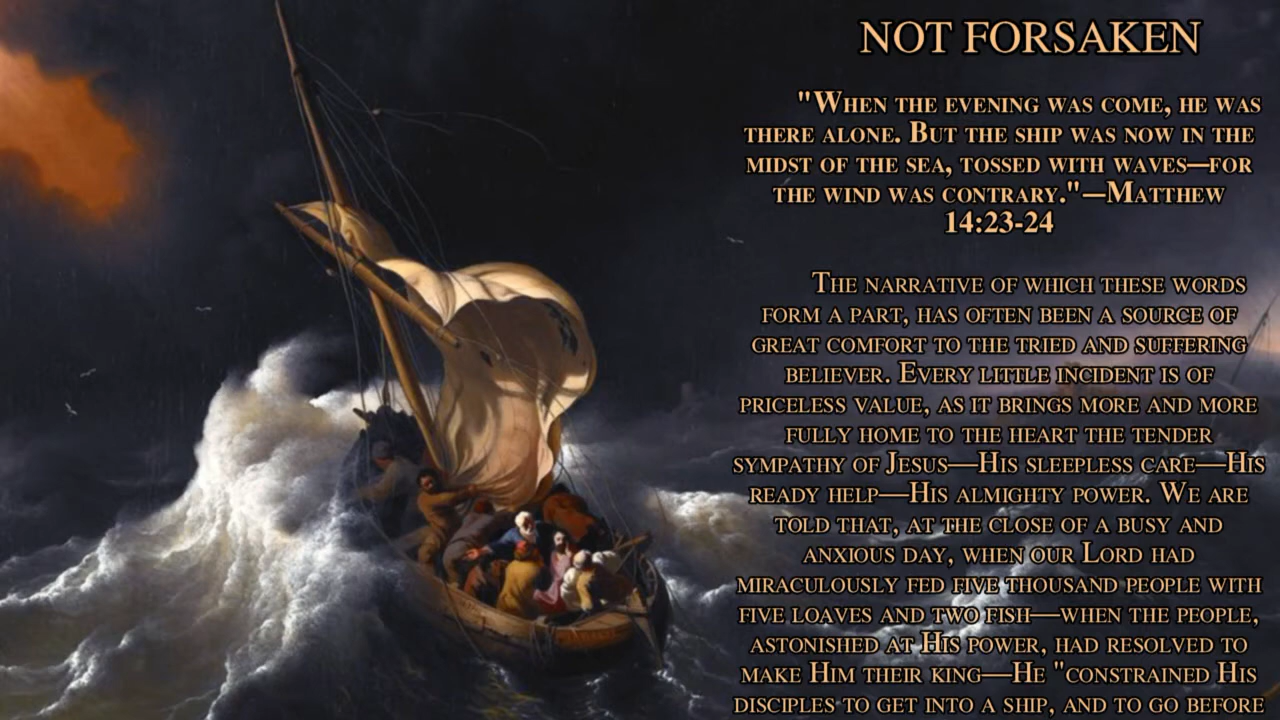 NOT FORSAKEN
"When the evening was come, he was
there alone. But the ship was now in the
midst of the sea, tossed with waves—for
the wind was contrary."—Matthew
14:23-24
The narrative of which these words
form a part, has often been a source of
great comfort to the tried and suffering
believer. Every little incident is of
priceless value, as it brings more and more
fully home to the heart the tender
sympathy of Jesus—His sleepless care—His
ready help—His almighty power. We are
told that, at the close of a busy and
anxious day, when our Lord had
miraculously fed five thousand people with
five loaves and two fish—when the people,
astonished at His power, had resolved to
make Him their king—He "constrained His
disciples to get into a ship, and to go before